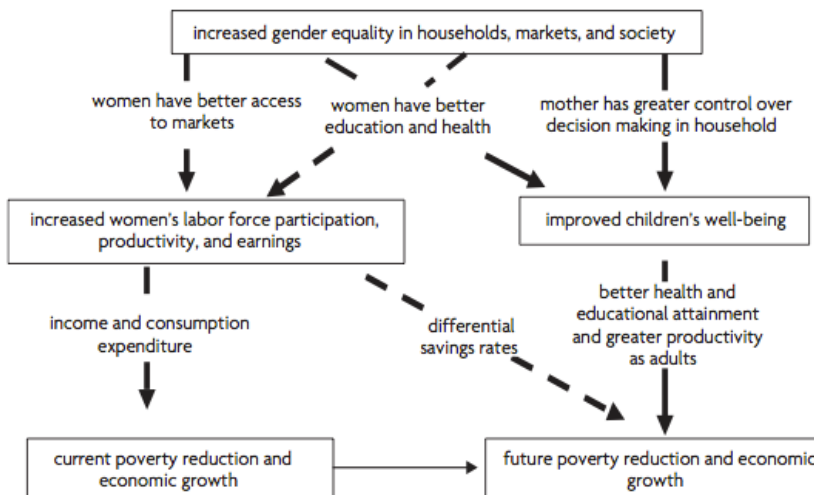 increased gender equality in households, markets, and society
women have better access
to markets
women have better
education and health
mother has greater control over
decision making in household
increased women's labor force participation,
productivity, and earnings
improved children's well-being
income and consumption
expenditure
differential
savings rates
better health and
educational attainment
and greater productivity
as adults
current poverty reduction and
economic growth
future poverty reduction and economic
growth